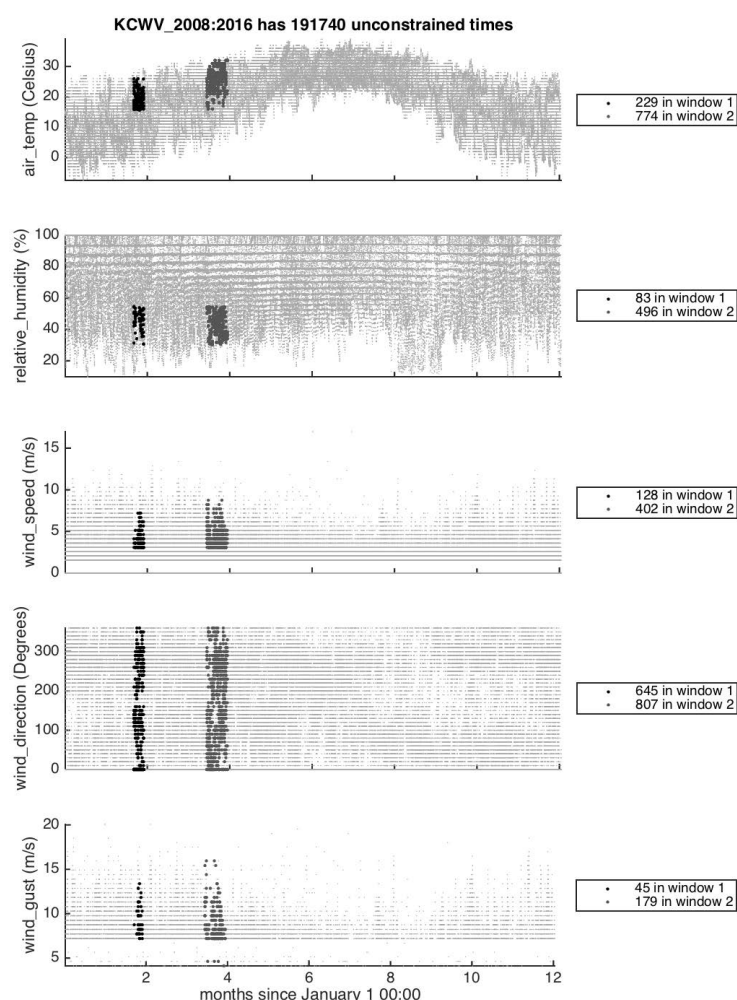 KCWV_2008:2016 has 191740 unconstrained times
air_temp (Celsius)
30
20
10
0
229 in window 1
774 in window 2
relative_humidity (%)
100
80
60
40
20
83 in window 1
496 in window 2
wind_speed (m/s)
15
10
5
0
128 in window 1
402 in window 2
wind_direction (Degrees)
300
200
100
0
645 in window 1
807 in window 2
wind_gust (m/s)
20
15
10
5
45 in window 1
179 in window 2
2 4 6 8 10 12
months since January 1 00:00